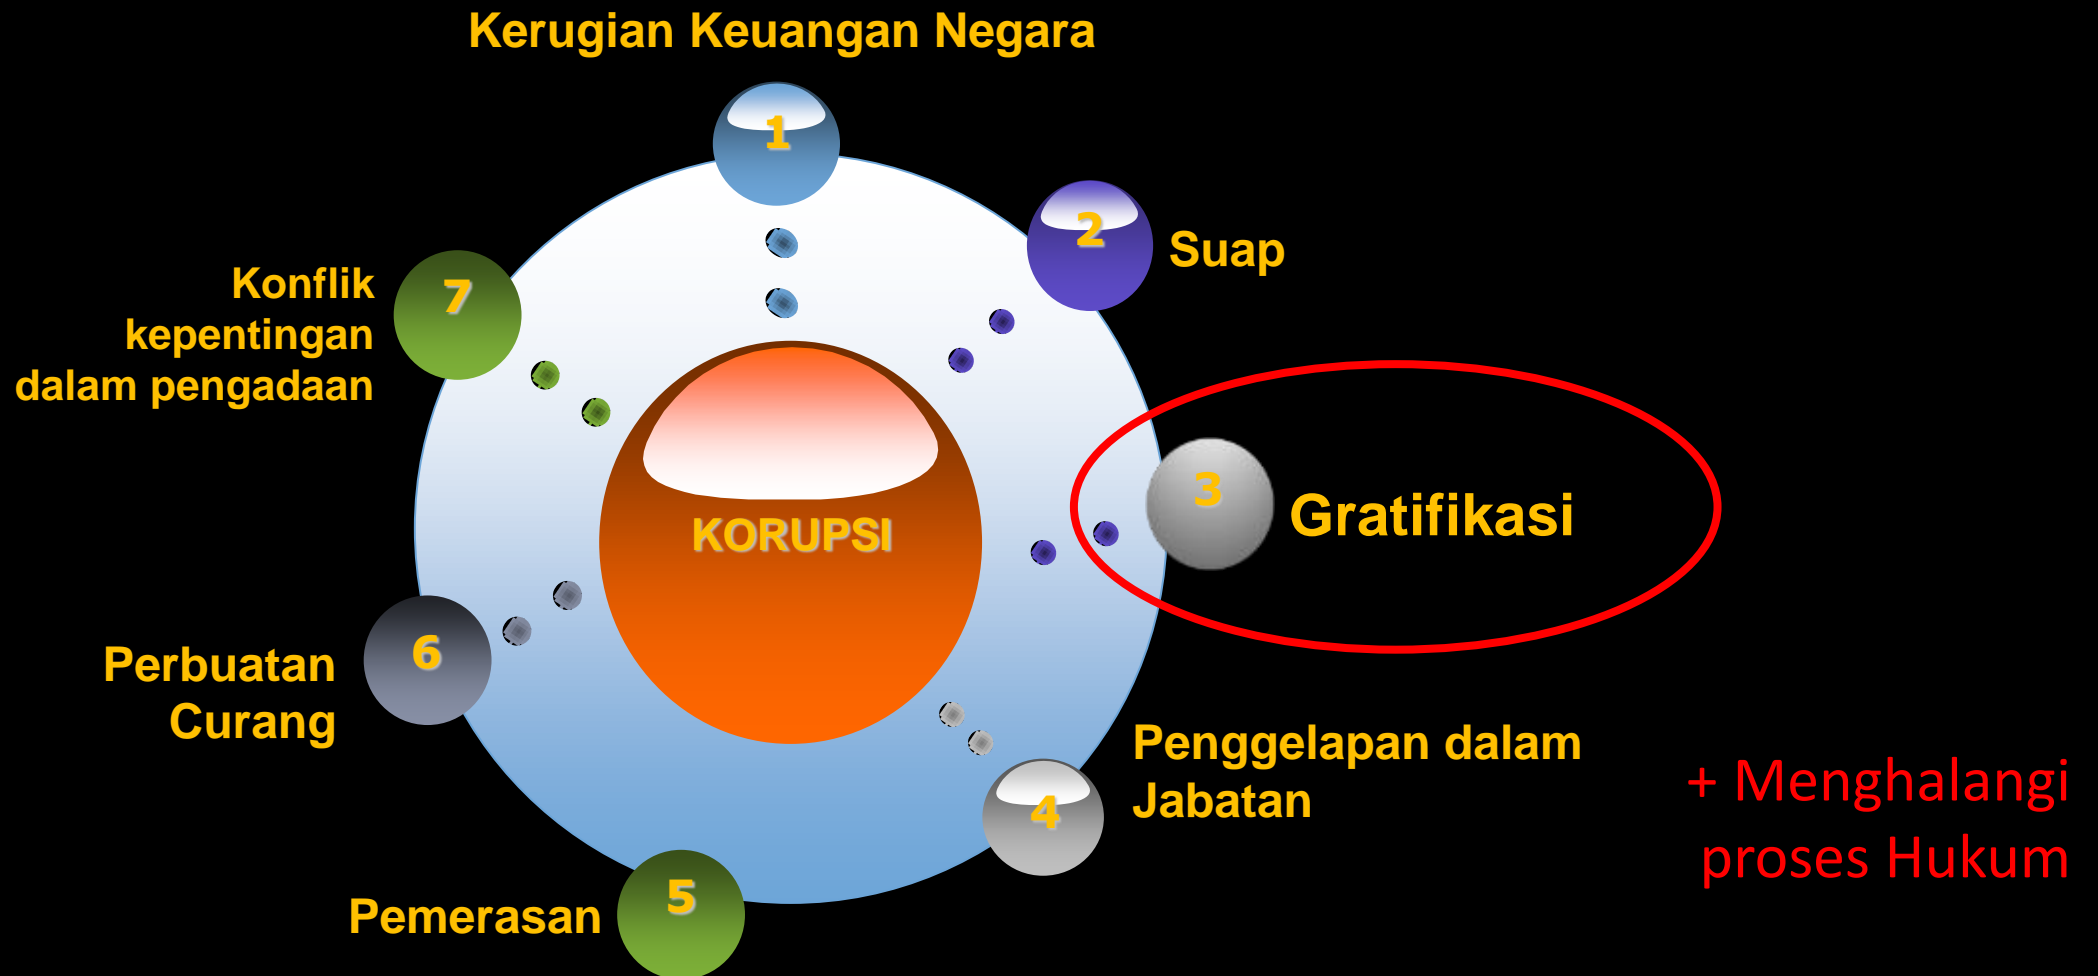 Kerugian Keuangan Negara
1
2
Suap
3
Gratifikasi
4
Penggelapan dalam
Jabatan
5
Pemerasan
6
Perbuatan
Curang
7
Konflik
kepentingan
dalam pengadaan
KORUPSI
+ Menghalangi
proses Hukum